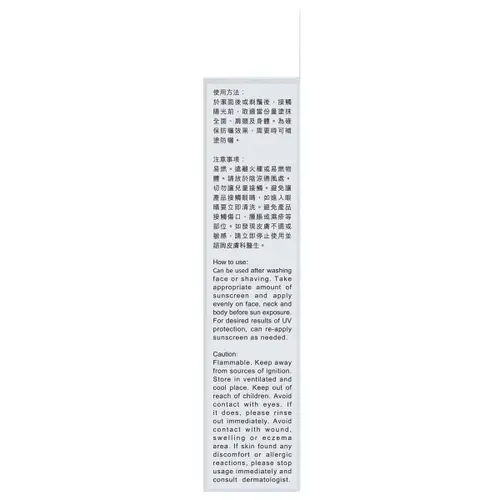 使用方法：
於潔面後或剃鬚後，接觸
陽光前，取適當份量塗抹
全面、肩頸及身體。為確
保防曬效果，需要時可補
塗防曬。
注意事項：
易燃。遠離火種或易燃物
體。請放於陰涼通風處。
切勿讓兒童接觸。避免讓
產品接觸眼睛，如進入眼
睛要立即清洗。避免產品
接觸傷口、腫脹或濕疹等
部位。如發現皮膚不適或
敏感，請立即停止使用並
諮詢皮膚科醫生。
How to use:
Can be used after washing
face or shaving. Take
appropriate amount of
sunscreen and apply
evenly on face, neck and
body before sun exposure.
For desired results of UV
protection, can re-apply
sunscreen as needed.
Caution:
Flammable. Keep away
from sources of ignition.
Store in ventilated and
cool place. Keep out of
reach of children. Avoid
contact with eyes. If
it does, please rinse
out immediately. Avoid
contact with wound,
swelling or eczema
area. If skin found any
discomfort or allergic
reactions, please stop
usage immediately and
consult dermatologist.